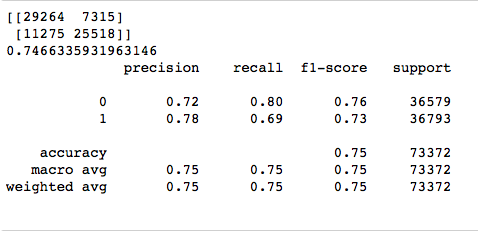 [[29264  7315]
 [11275 25518]]
0.7466335931963146
              precision    recall  f1-score   support

           0       0.72      0.80      0.76     36579
           1       0.78      0.69      0.73     36793

    accuracy                           0.75     73372
   macro avg       0.75      0.75      0.75     73372
weighted avg       0.75      0.75      0.75     73372